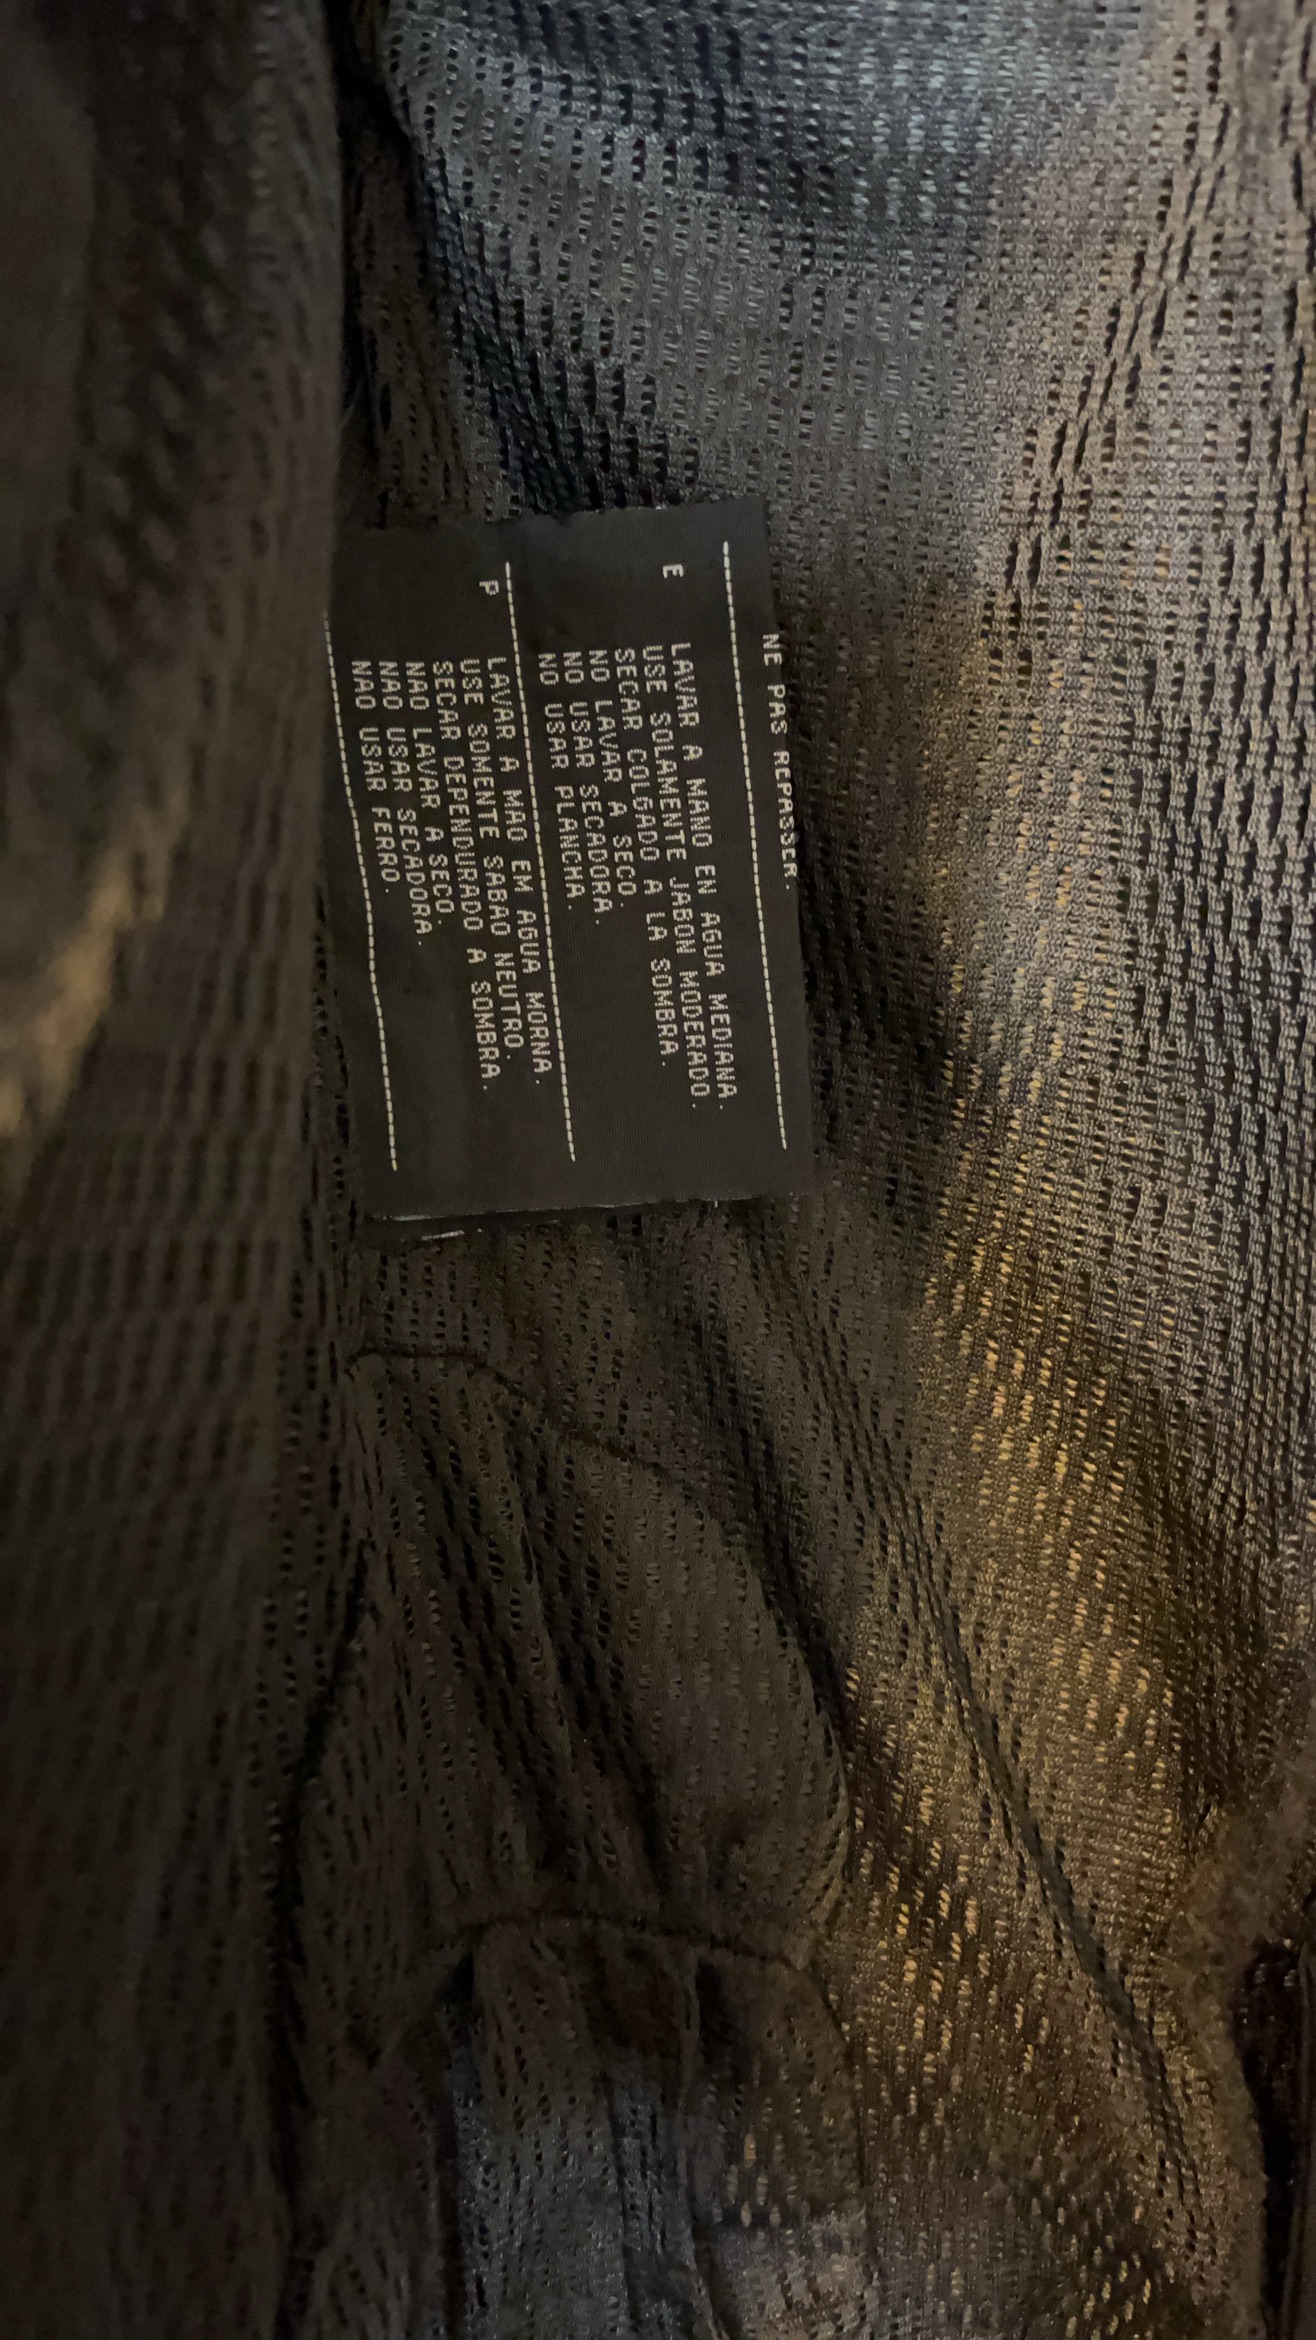 NE PAS REPASSER.
E
LAVAR A MANO EN AGUA MEDIANA.
USE SOLAMENTE JABON MODERADO.
SECAR COLGADO A LA SOMBRA.
NO LAVAR A SECO.
NO USAR SECADORA.
NO USAR PLANCHA.
P
LAVAR A MAO EM AGUA MORNA.
USE SOMENTE SABAO NEUTRO.
SECAR DEPENDURADO A SOMBRA.
NAO LAVAR A SECO.
NAO USAR SECADORA.
NAO USAR FERRO.